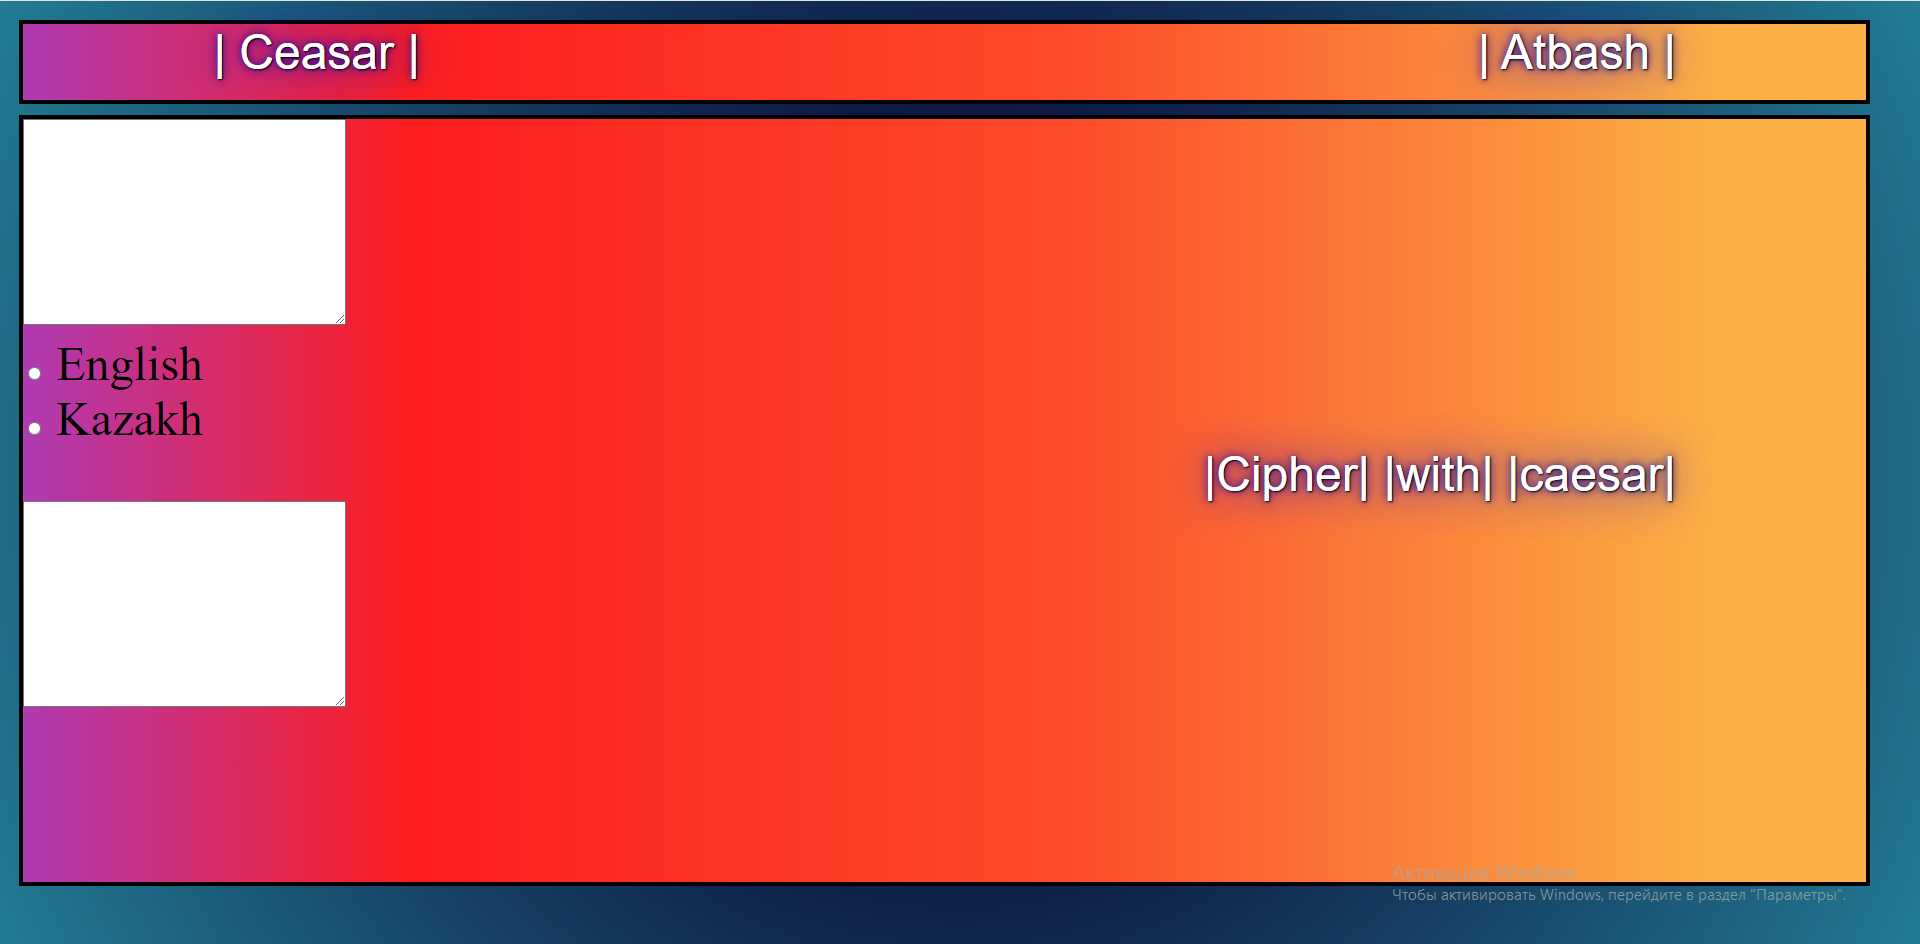 | Ceasar |
| Atbash |
English
Kazakh
|Cipher| |with| |caesar|
Активация Windows
Чтобы активировать Windows, перейдите в раздел "Параметры".